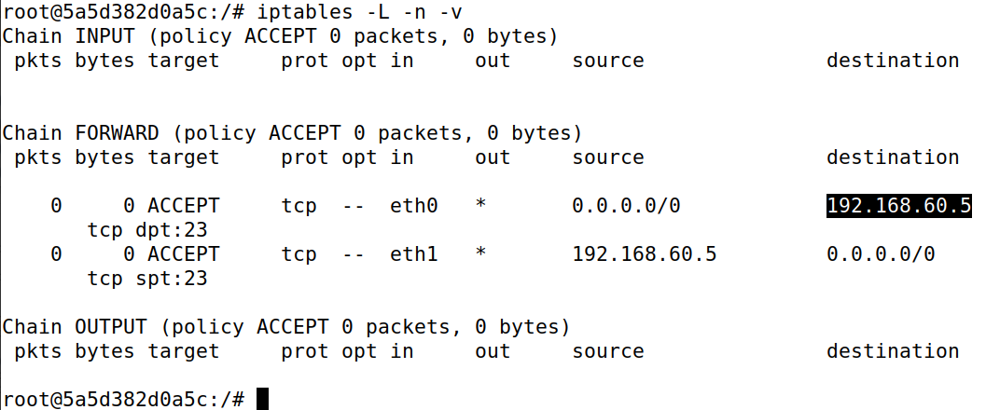 root@5a5d382d0a5c:/# iptables -L -n -v
Chain INPUT (policy ACCEPT 0 packets, 0 bytes)
 pkts bytes target     prot opt in     out     source               destination

Chain FORWARD (policy ACCEPT 0 packets, 0 bytes)
 pkts bytes target     prot opt in     out     source               destination

    0     0 ACCEPT     tcp  --  eth0   *       0.0.0.0/0            192.168.60.5
       tcp dpt:23
    0     0 ACCEPT     tcp  --  eth1   *       192.168.60.5         0.0.0.0/0
       tcp spt:23

Chain OUTPUT (policy ACCEPT 0 packets, 0 bytes)
 pkts bytes target     prot opt in     out     source               destination

root@5a5d382d0a5c:/#